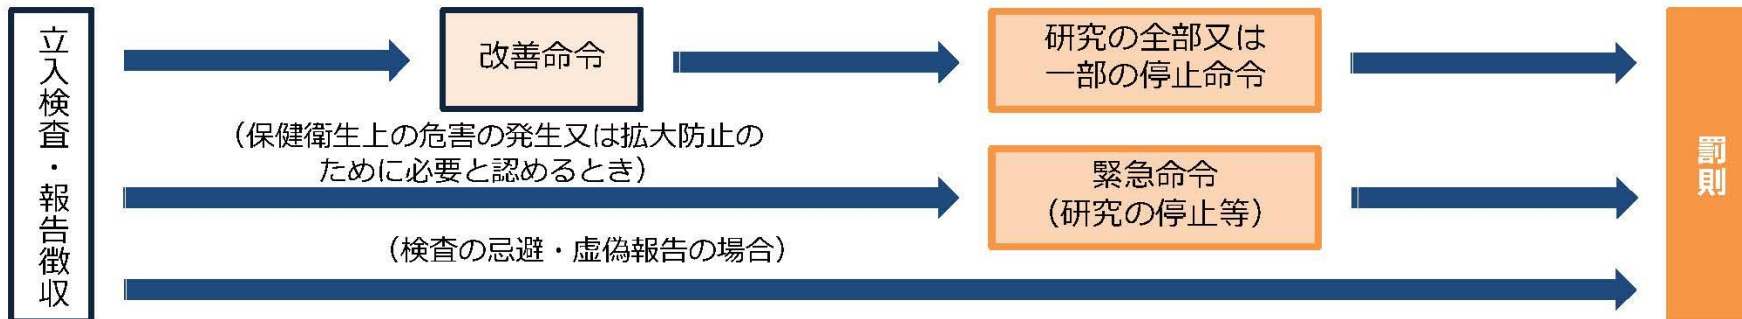 立入検査・報告徴収
改善命令
研究の全部又は
一部の停止命令
（保健衛生上の危害の発生又は拡大防止の
ために必要と認めるとき）
緊急命令
（研究の停止等）
（検査の忌避・虚偽報告の場合）
罰則